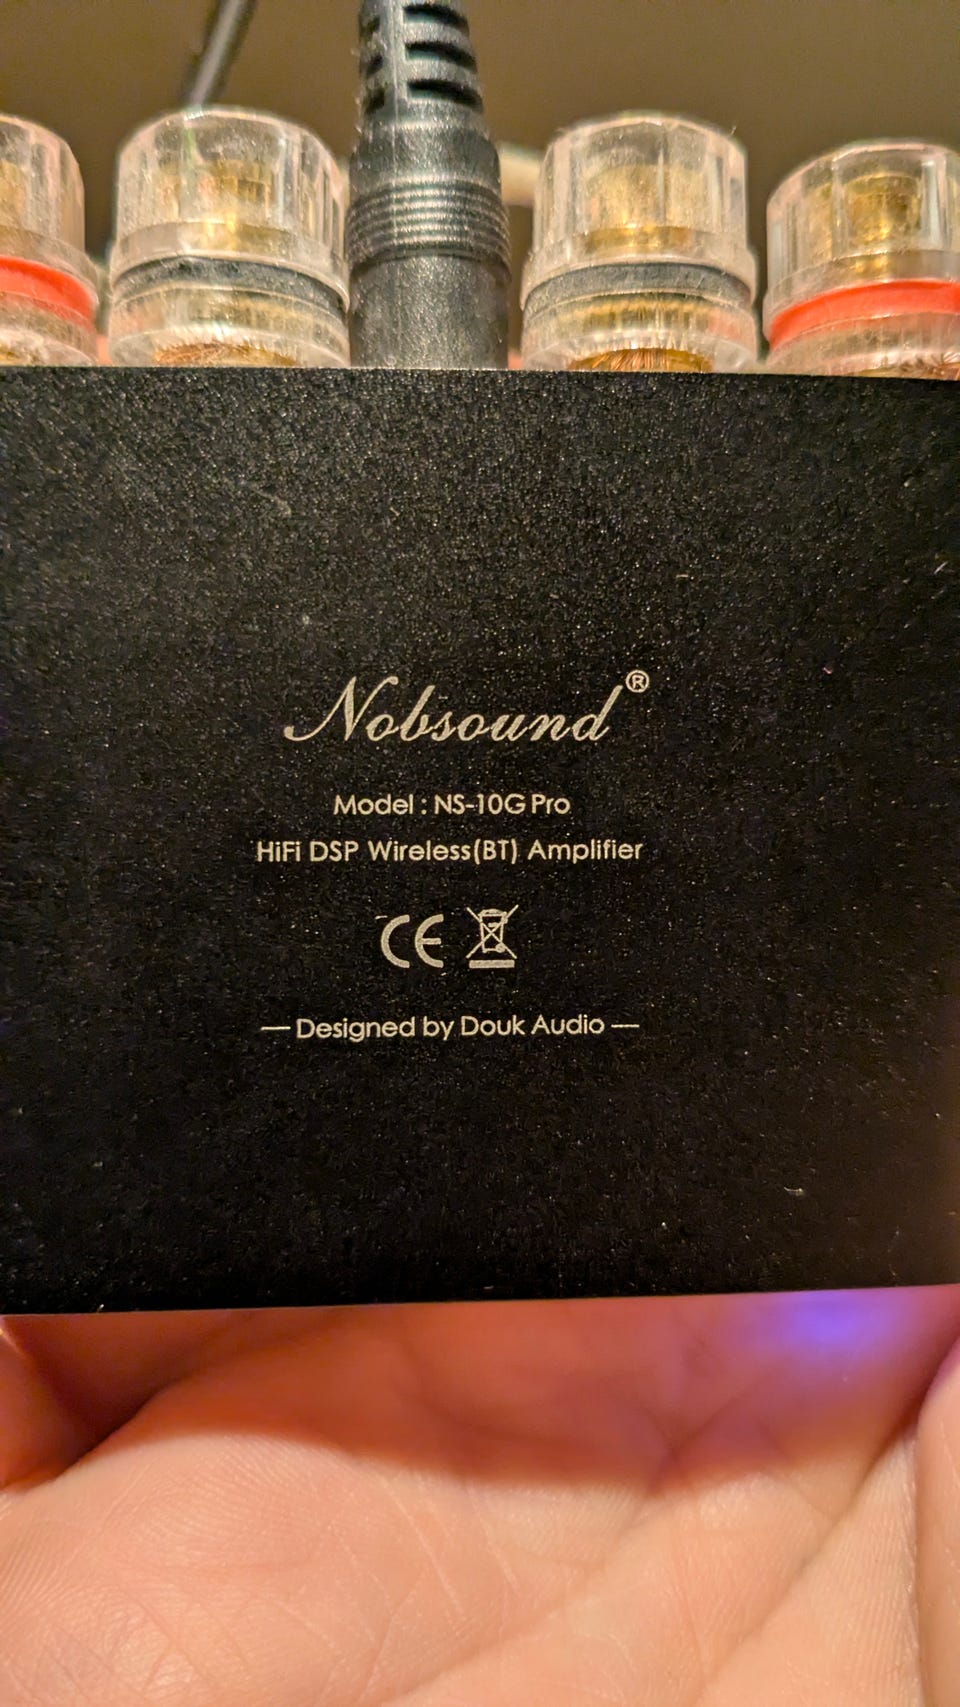 Nobsound®
Model : NS-10G Pro
HiFi DSP Wireless(BT) Amplifier
CE
— Designed by Douk Audio —